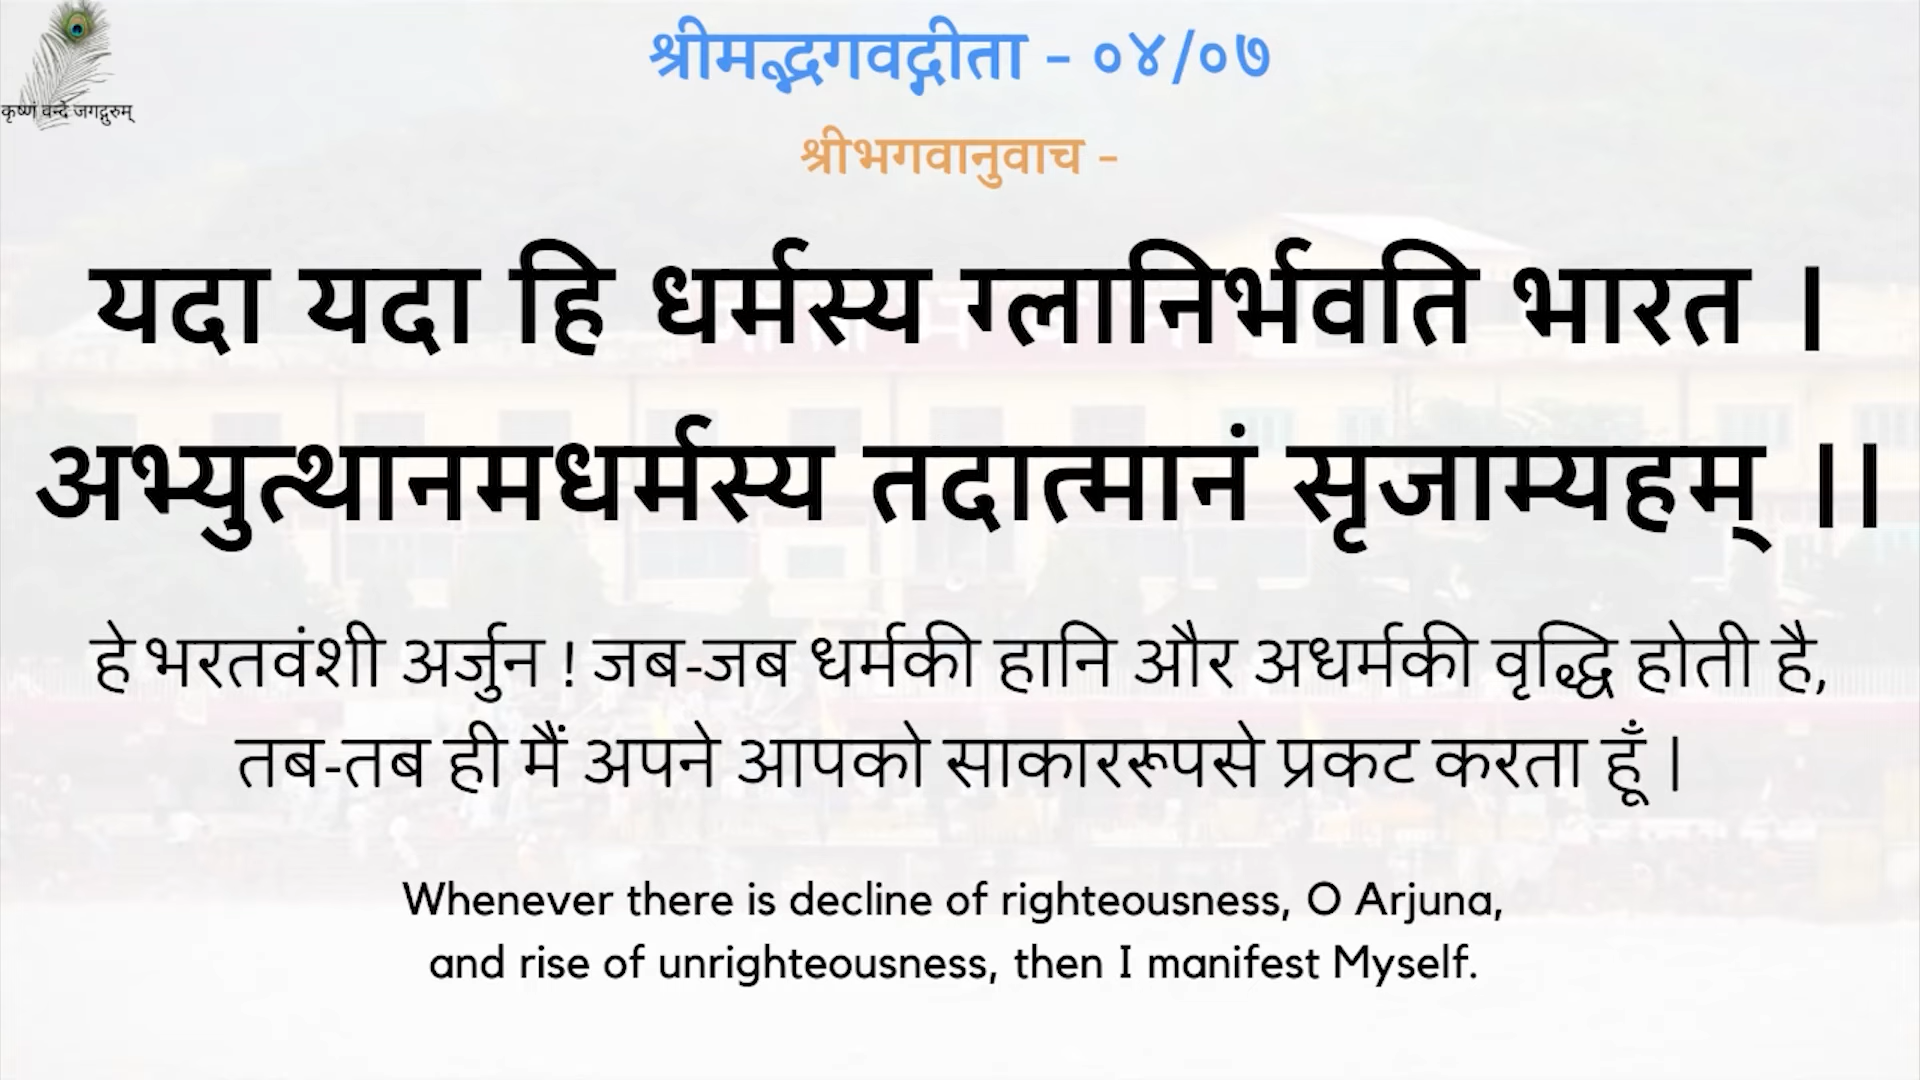 कृष्णं वन्दे जगद्गुरुम्
श्रीमद्भगवद्गीता - ०४/०७
श्रीभगवानुवाच -
यदा यदा हि धर्मस्य ग्लानिर्भवति भारत ।
अभ्युत्थानमधर्मस्य तदात्मानं सृजाम्यहम् ।।
हे भरतवंशी अर्जुन ! जब-जब धर्मकी हानि और अधर्मकी वृद्धि होती है,
तब-तब ही मैं अपने आपको साकाररूपसे प्रकट करता हूँ |
Whenever there is decline of righteousness, O Arjuna,
and rise of unrighteousness, then I manifest Myself.